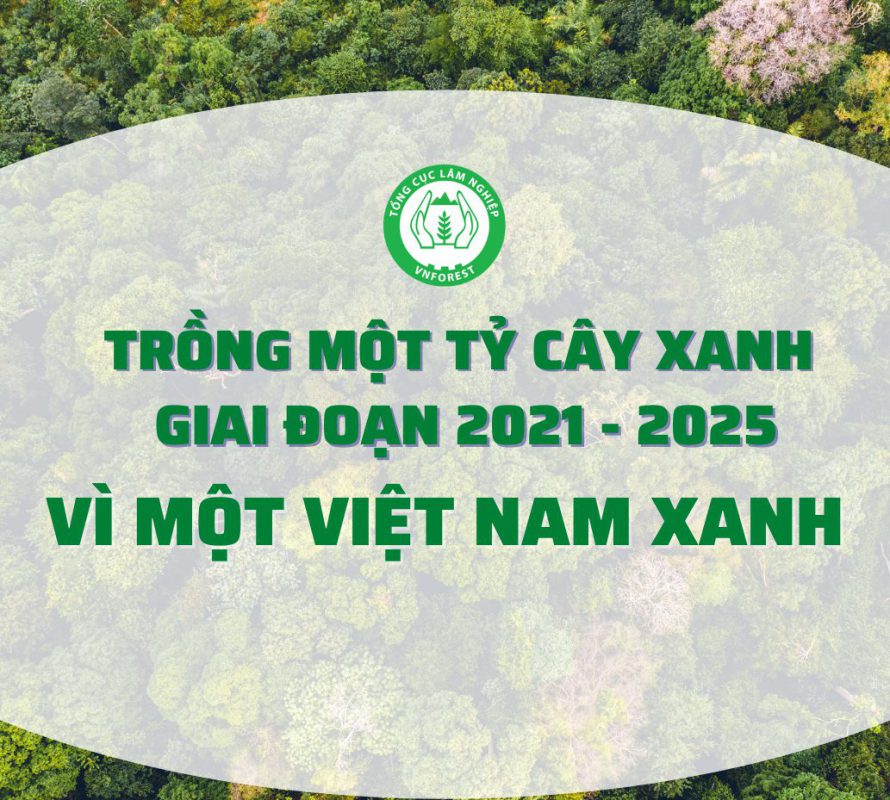 TỔNG CỤC LÂM NGHIỆP
VNFOREST
TRỒNG MỘT TỶ CÂY XANH
GIAI ĐOẠN 2021 - 2025
VÌ MỘT VIỆT NAM XANH